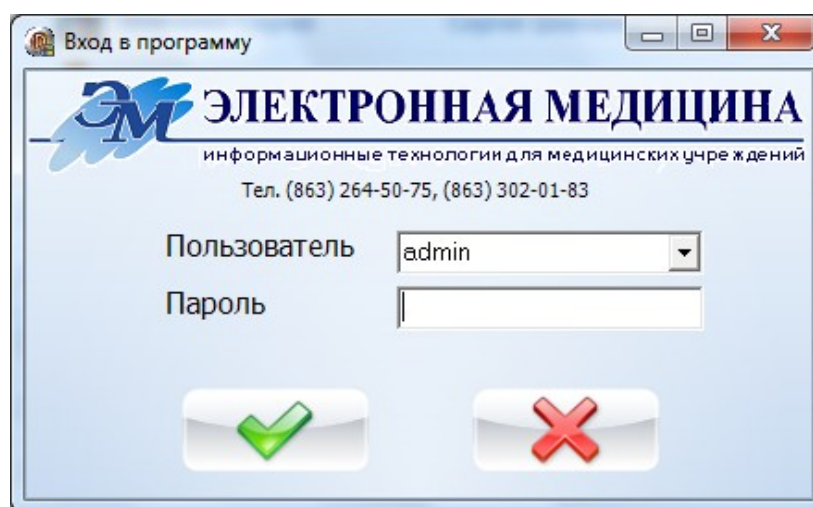 Вход в программу
ЭМ ЭЛЕКТРОННАЯ МЕДИЦИНА
информационные технологии для медицинских учреждений
Тел. (863) 264-50-75, (863) 302-01-83
Пользователь admin
Пароль